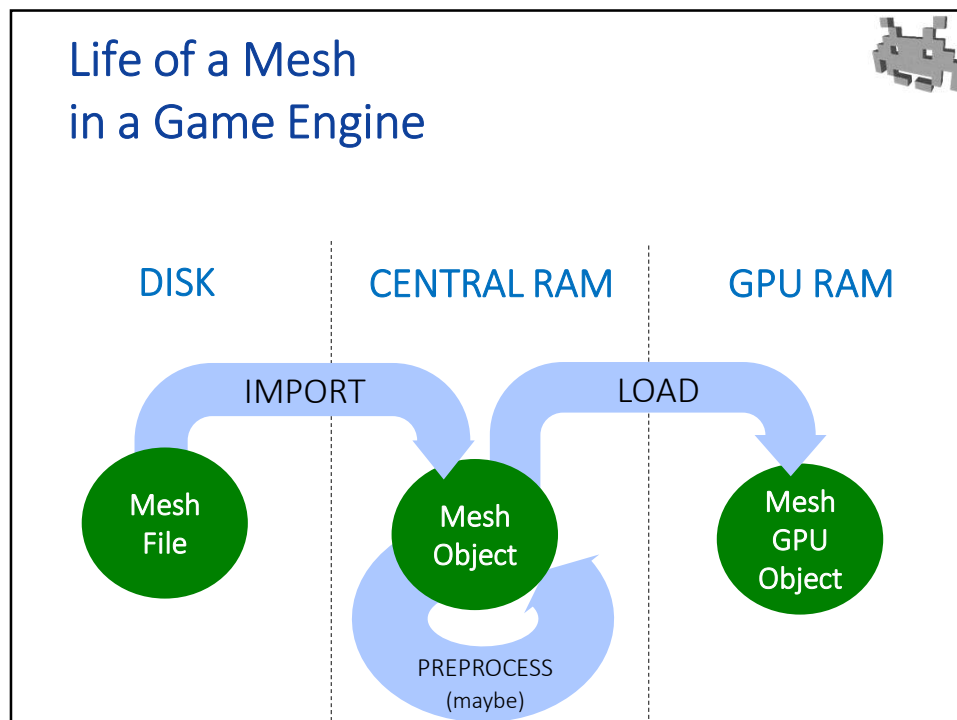 Life of a Mesh
in a Game Engine
DISK
CENTRAL RAM
GPU RAM
IMPORT
LOAD
Mesh
File
Mesh
Object
Mesh
GPU
Object
PREPROCESS
(maybe)